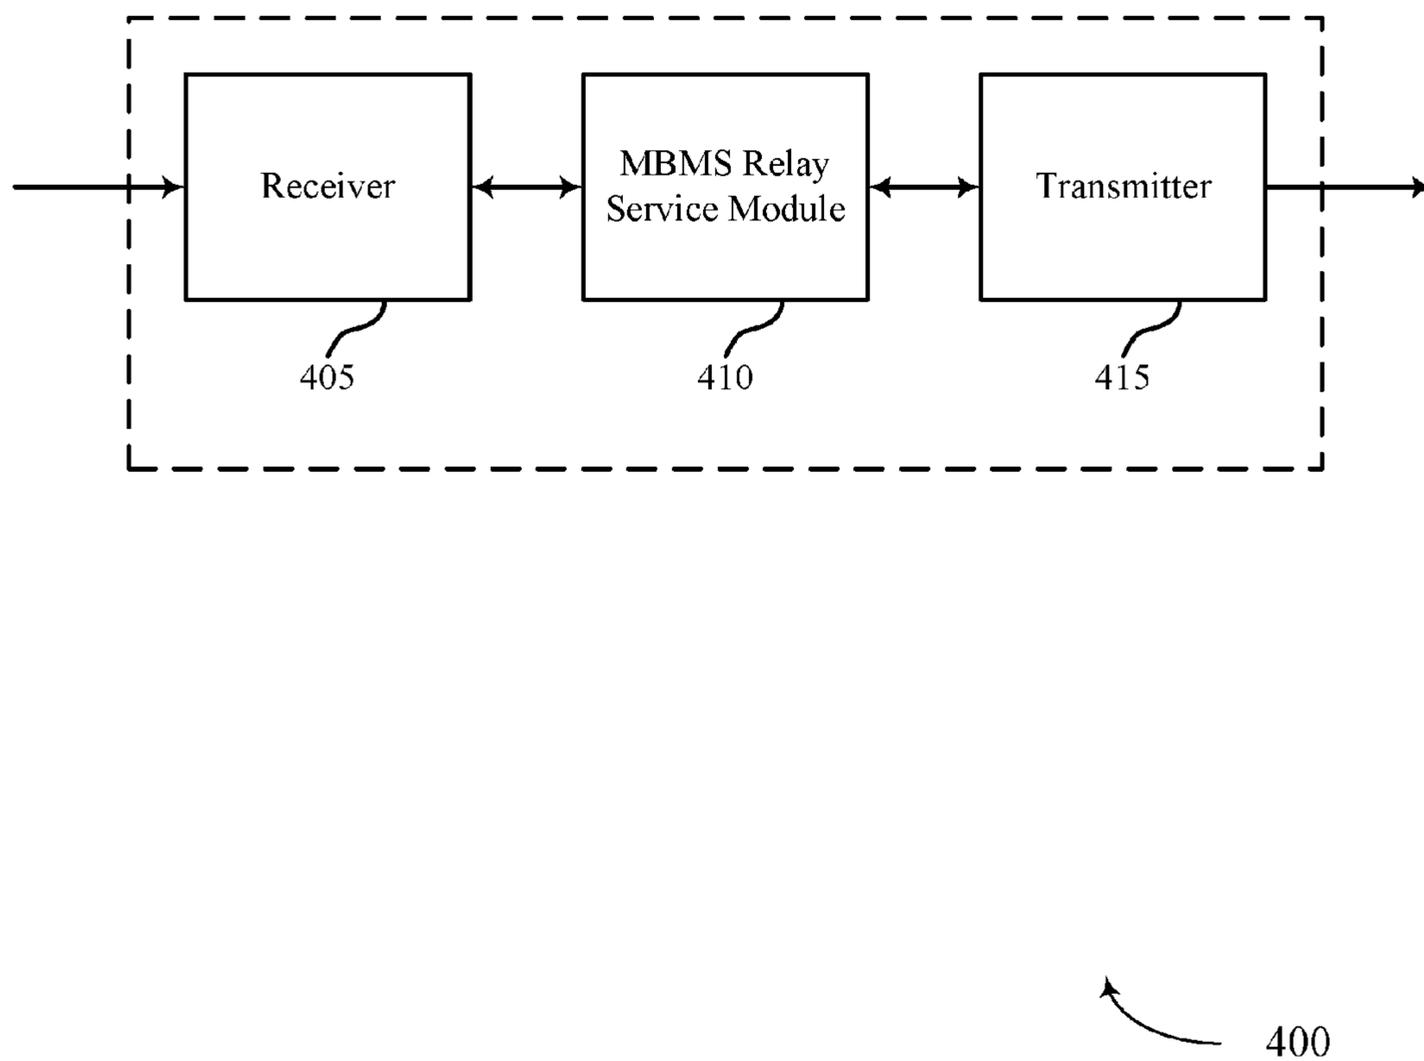 Receiver
MBMS Relay
Service Module
Transmitter
405
410
415
400